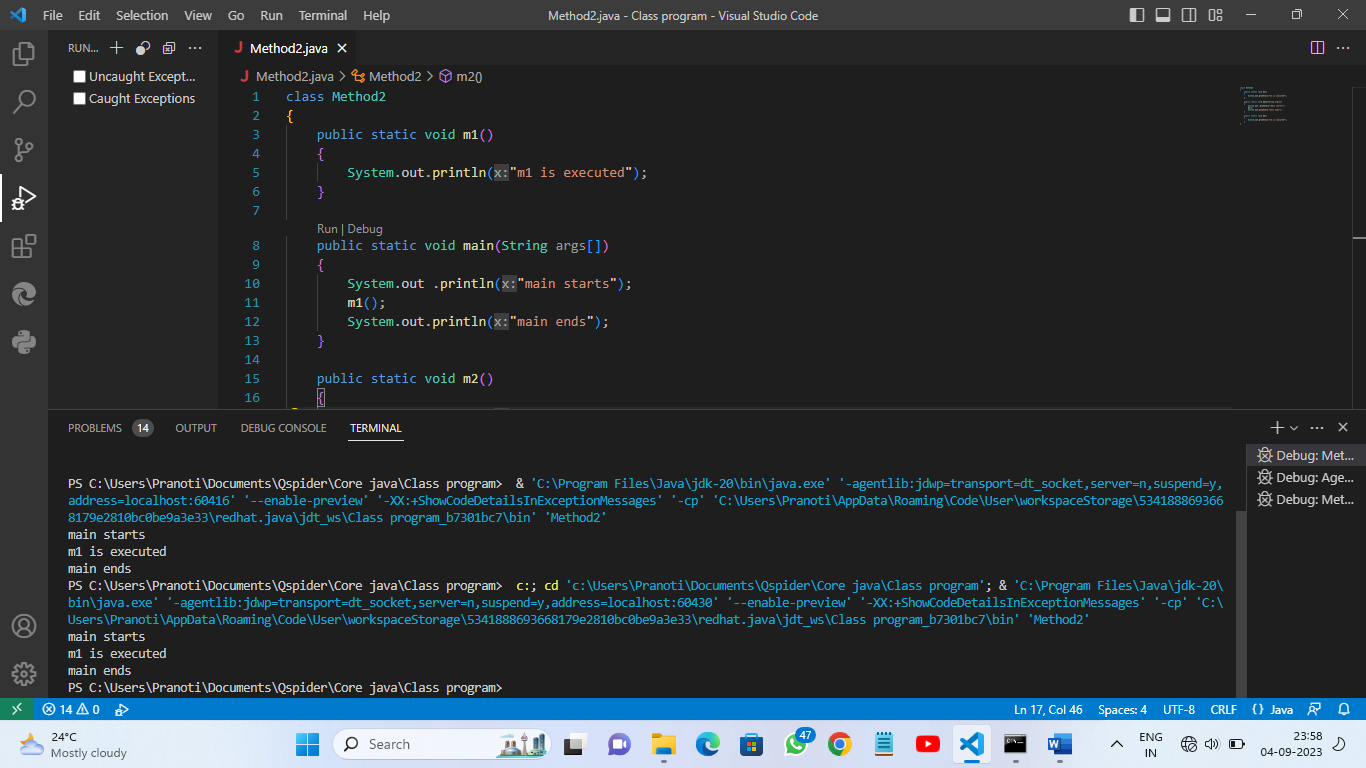 File Edit Selection View Go Run Terminal Help
Method2.java - Class program - Visual Studio Code
RUN...
Uncaught Except...
Caught Exceptions
J Method2.java
J Method2.java > Method2 > m2()
1 class Method2
2 {
3 public static void m1()
4 {
5 System.out.println(x:"m1 is executed");
6 }
7
Run | Debug
8 public static void main(String args[])
9 {
10 System.out .println(x:"main starts");
11 m1();
12 System.out.println(x:"main ends");
13 }
14
15 public static void m2()
16 {
PROBLEMS 14 OUTPUT DEBUG CONSOLE TERMINAL
Debug: Met...
Debug: Age...
Debug: Met...
PS C:\Users\Pranoti\Documents\Qspider\Core java\Class program>  & 'C:\Program Files\Java\jdk-20\bin\java.exe' '-agentlib:jdwp=transport=dt_socket,server=n,suspend=y,
address=localhost:60416' '--enable-preview' '-XX:+ShowCodeDetailsInExceptionMessages' '-cp' 'C:\Users\Pranoti\AppData\Roaming\Code\User\workspaceStorage\534188869366
8179e2810bc0be9a3e33\redhat.java\jdt_ws\Class program_b7301bc7\bin' 'Method2'
main starts
m1 is executed
main ends
PS C:\Users\Pranoti\Documents\Qspider\Core java\Class program>  c:; cd 'c:\Users\Pranoti\Documents\Qspider\Core java\Class program'; & 'C:\Program Files\Java\jdk-20\
bin\java.exe' '-agentlib:jdwp=transport=dt_socket,server=n,suspend=y,address=localhost:60430' '--enable-preview' '-XX:+ShowCodeDetailsInExceptionMessages' '-cp' 'C:\
Users\Pranoti\AppData\Roaming\Code\User\workspaceStorage\5341888693668179e2810bc0be9a3e33\redhat.java\jdt_ws\Class program_b7301bc7\bin' 'Method2'
main starts
m1 is executed
main ends
PS C:\Users\Pranoti\Documents\Qspider\Core java\Class program>
14 0
Ln 17, Col 46 Spaces: 4 UTF-8 CRLF {} Java
24°C
Mostly cloudy
Search
47
ENG
IN
23:58
04-09-2023